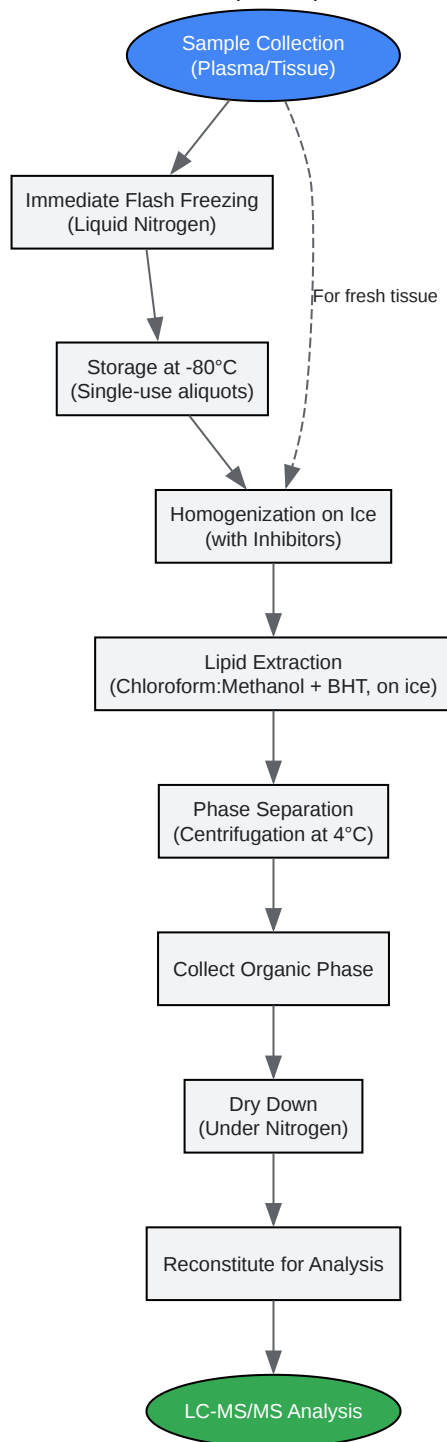 Sample Collection
(Plasma/Tissue)
Immediate Flash Freezing
(Liquid Nitrogen)
For fresh tissue
Storage at -80°C
(Single-use aliquots)
Homogenization on Ice
(with Inhibitors)
Lipid Extraction
(Chloroform:Methanol + BHT, on ice)
Phase Separation
(Centrifugation at 4°C)
Collect Organic Phase
Dry Down
(Under Nitrogen)
Reconstitute for Analysis
LC-MS/MS Analysis